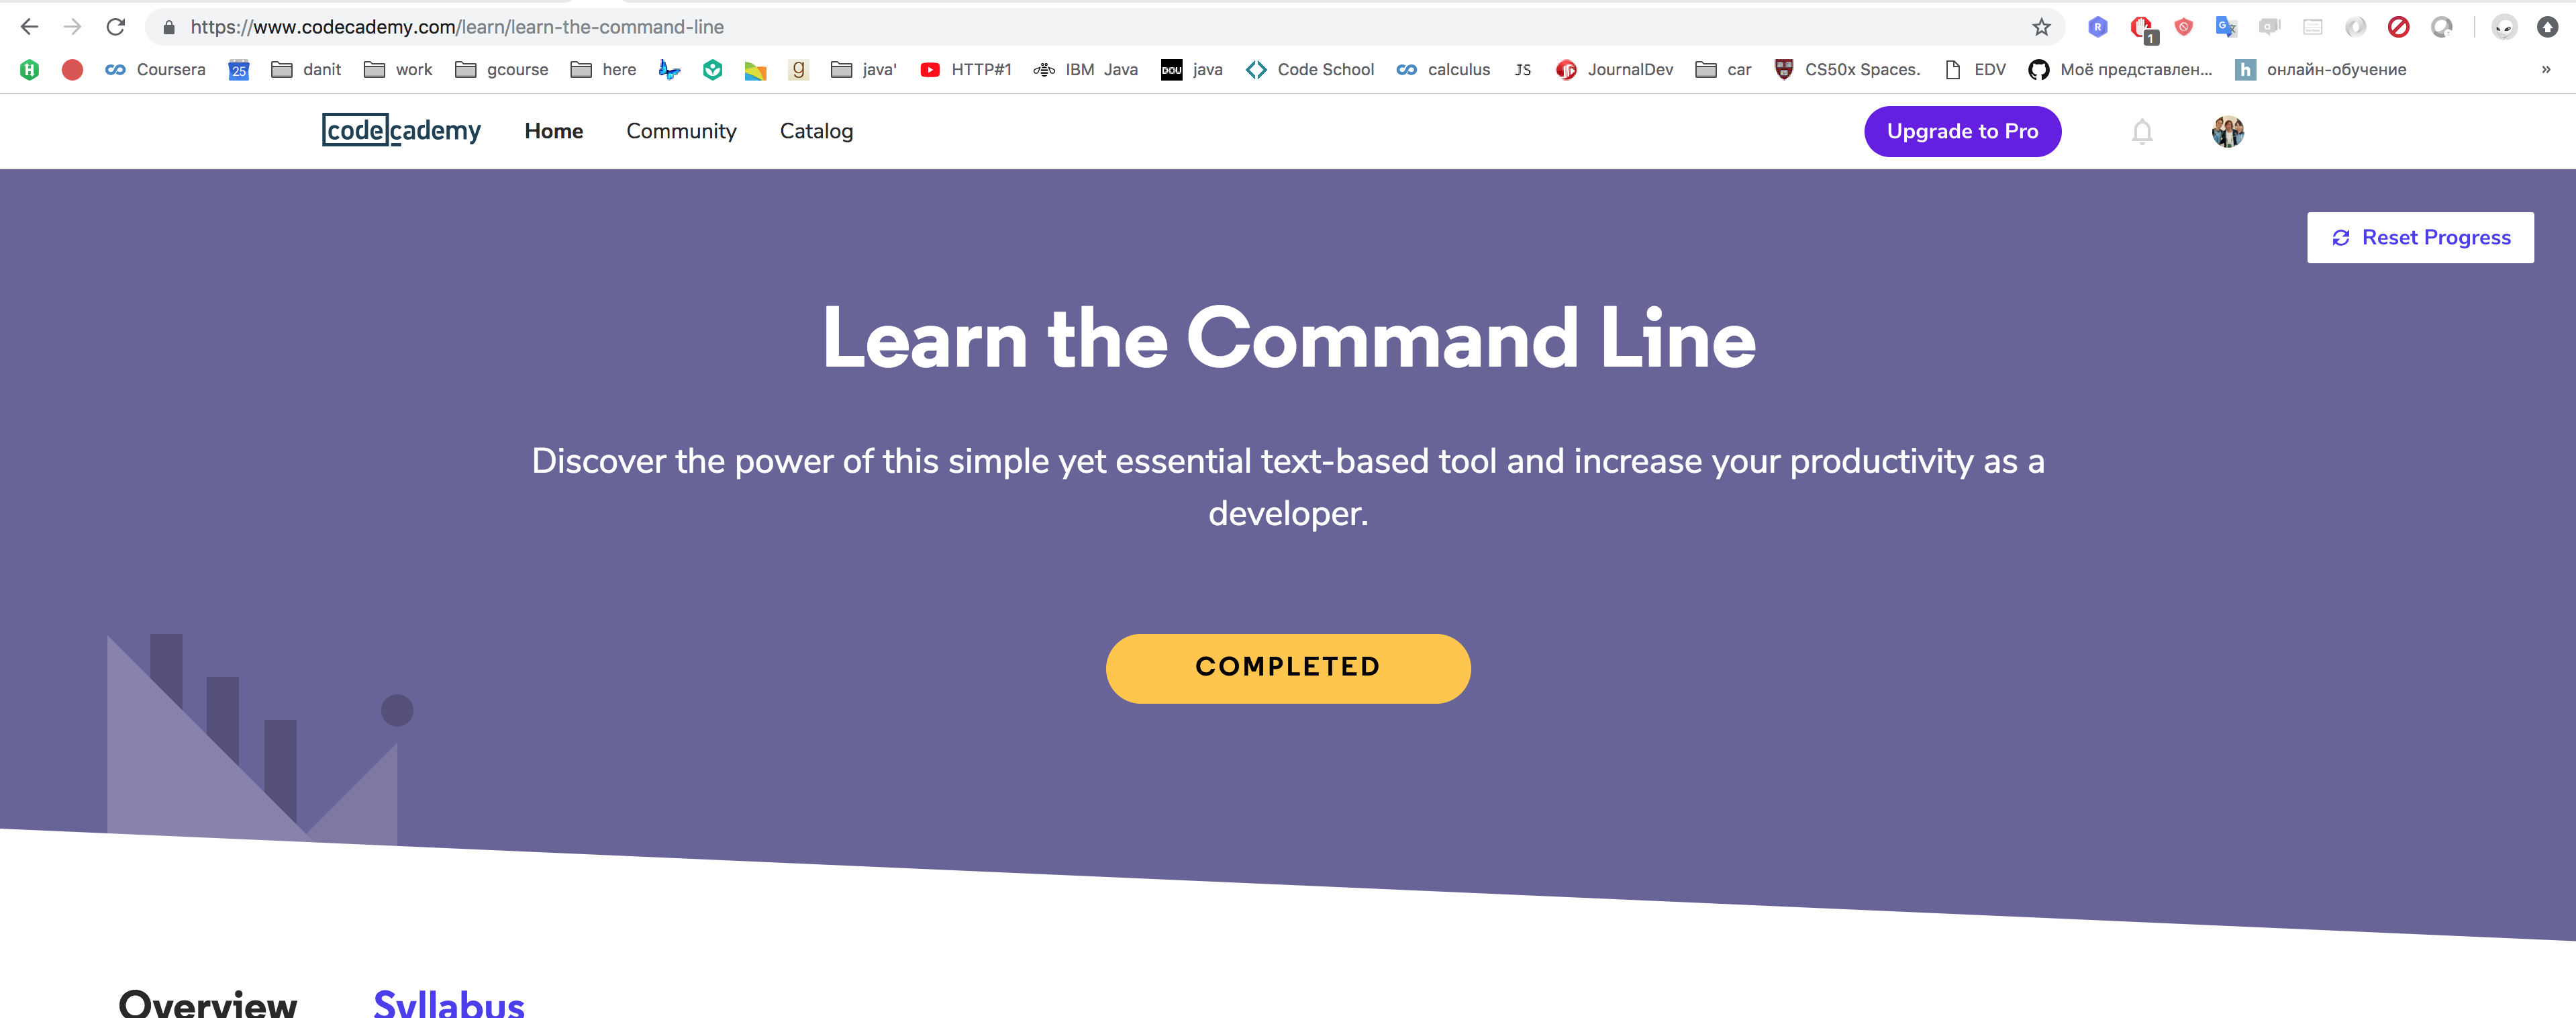 https://www.codecademy.com/learn/learn-the-command-line
1
Coursera 25 danit work gcourse here g java' HTTP#1 IBM Java DOU java Code School calculus JS JournalDev car CS50x Spaces. EDV Моё представлен... h онлайн-обучение »
codecademy Home Community Catalog Upgrade to Pro
Reset Progress
Learn the Command Line
Discover the power of this simple yet essential text-based tool and increase your productivity as a
developer.
COMPLETED
Overview Syllabus